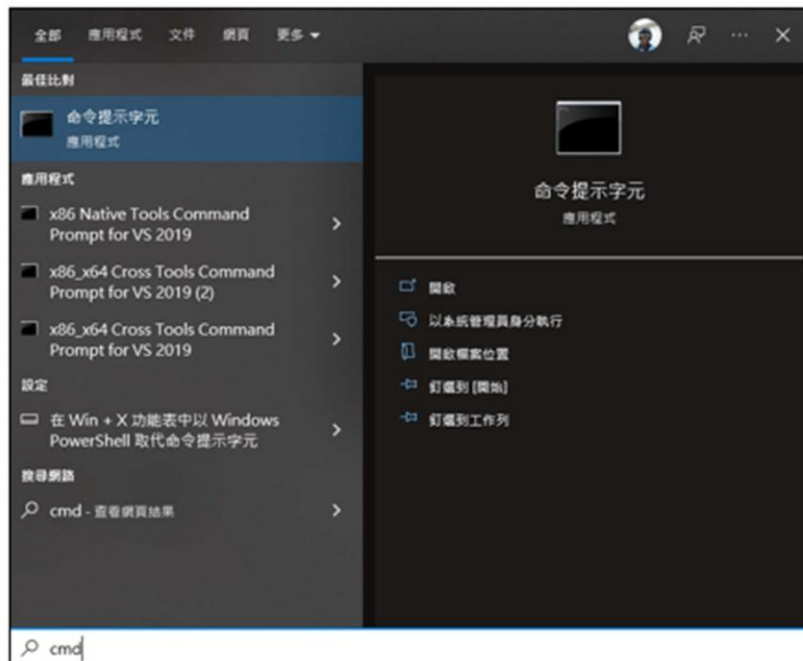 全部 應用程式 文件 網頁 更多
最佳比對
命令提示字元
應用程式
應用程式
x86 Native Tools Command
Prompt for VS 2019
x86_x64 Cross Tools Command
Prompt for VS 2019 (2)
x86_x64 Cross Tools Command
Prompt for VS 2019
設定
在 Win + X 功能表中以 Windows
PowerShell 取代命令提示字元
搜尋網路
cmd - 查看網頁結果
命令提示字元
應用程式
開啟
以系統管理員身分執行
開啟檔案位置
釘選到 [開始]
釘選到工作列
cmd